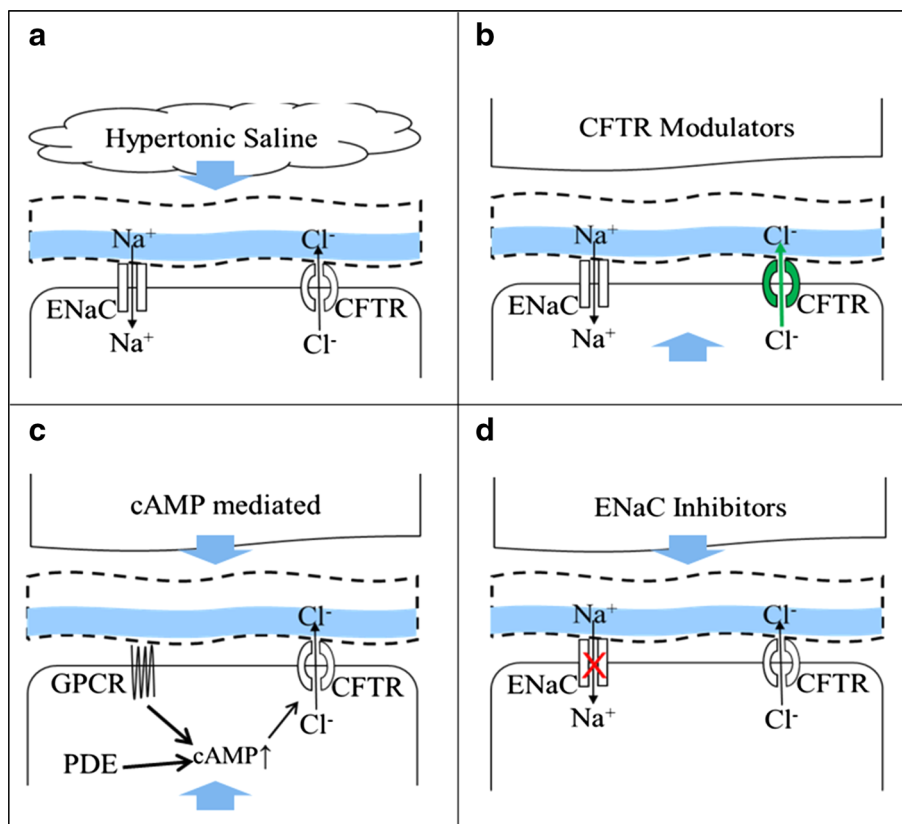 a
Hypertonic Saline
Na⁺
Cl⁻
ENaC
CFTR
Na⁺
Cl⁻
b
CFTR Modulators
Na⁺
Cl⁻
ENaC
CFTR
Na⁺
Cl⁻
c
cAMP mediated
Cl⁻
GPCR
CFTR
Cl⁻
PDE
cAMP↑
d
ENaC Inhibitors
Na⁺
Cl⁻
ENaC
CFTR
Na⁺
Cl⁻